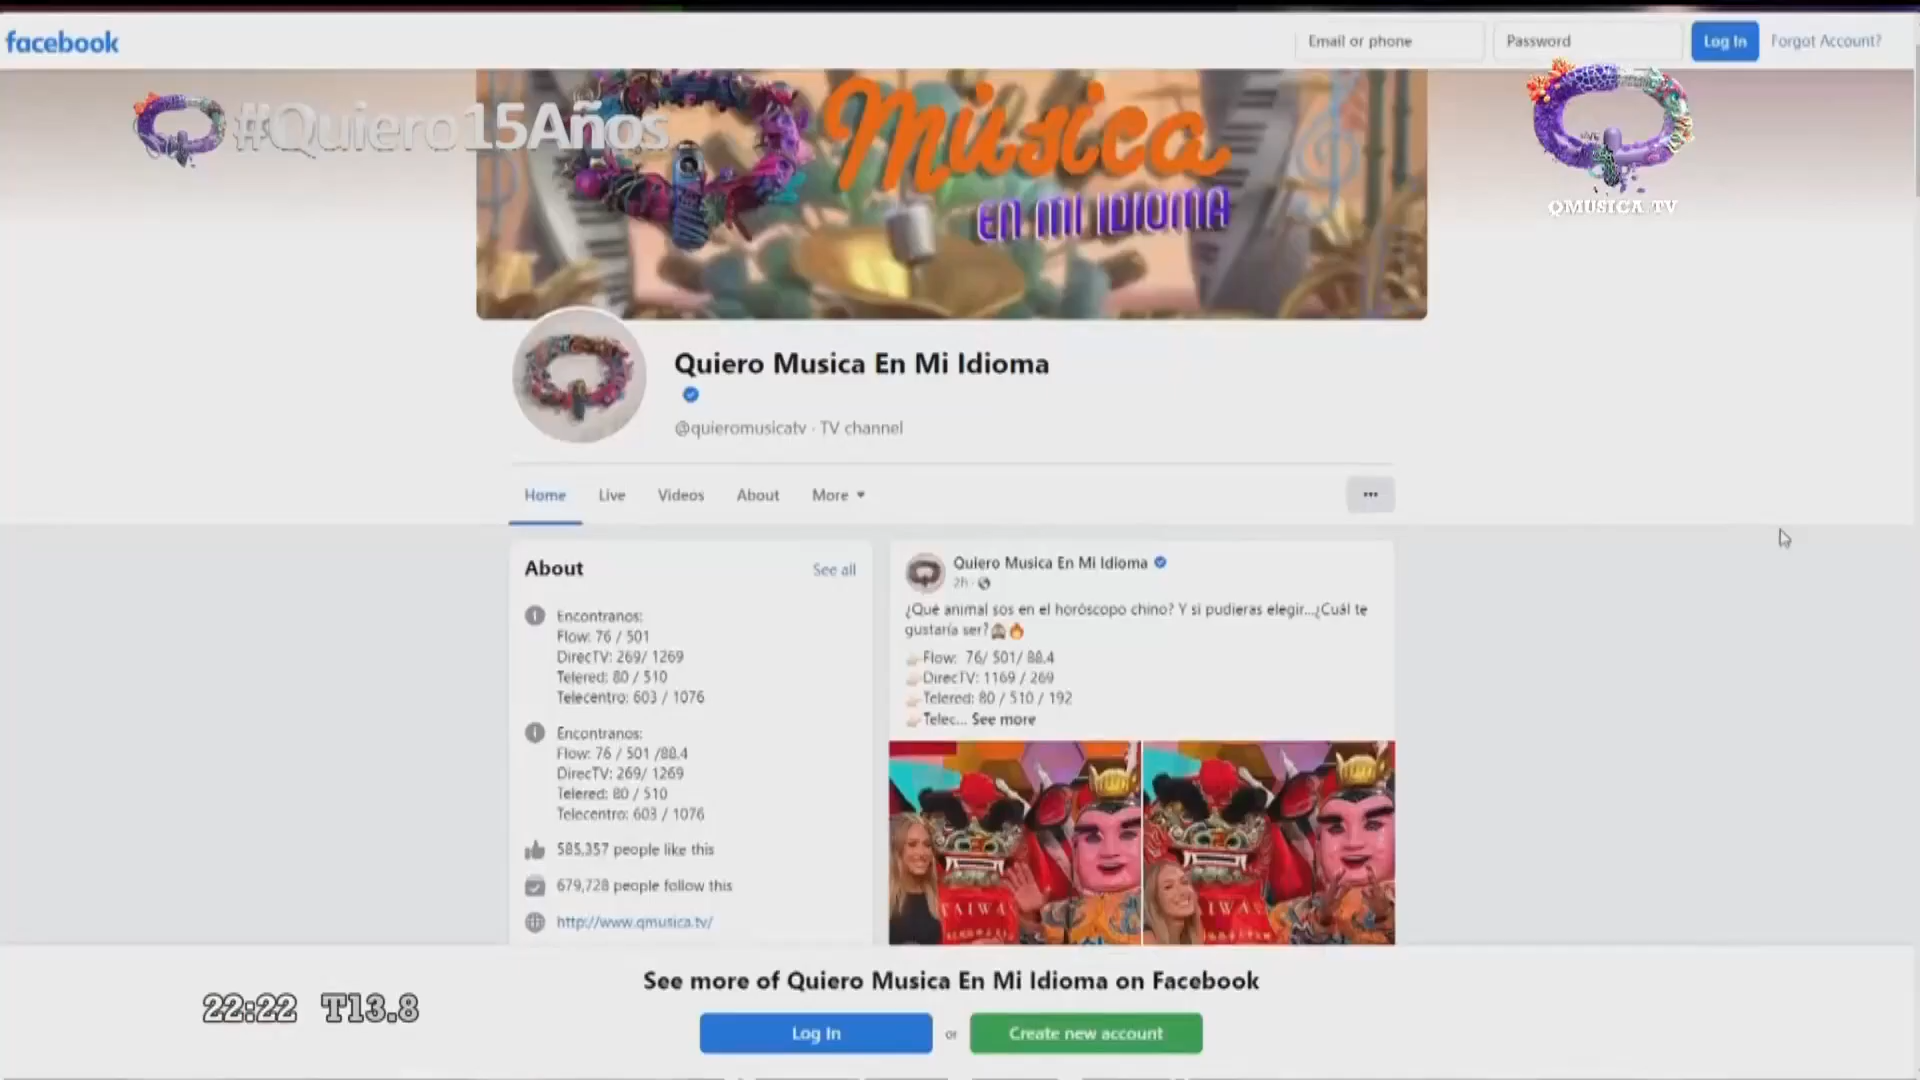 facebook
Email or phone
Password
Log In
Forgot Account?
#Quiero15Años
Música
EN MI IDIOMA
QMUSICA.TV
Quiero Musica En Mi Idioma
@quieromusicatv · TV channel
Home
Live
Videos
About
More
About
See all
Encontranos:
Flow: 76 / 501
DirecTV: 269/ 1269
Telered: 80 / 510
Telecentro: 603 / 1076
Encontranos:
Flow: 76 / 501 /88.4
DirecTV: 269/ 1269
Telered: 80 / 510
Telecentro: 603 / 1076
585,357 people like this
679,728 people follow this
http://www.qmusica.tv/
Quiero Musica En Mi Idioma
2h ·
¿Qué animal sos en el horóscopo chino? Y si pudieras elegir...¿Cuál te
gustaría ser?🙈🔥
👉🏻Flow: 76/ 501/ 88.4
👉🏻DirecTV: 1169 / 269
👉🏻Telered: 80 / 510 / 192
👉🏻Telec... See more
TAIWA
IWA
See more of Quiero Musica En Mi Idioma on Facebook
Log In
or
Create new account
22:22 T13.8